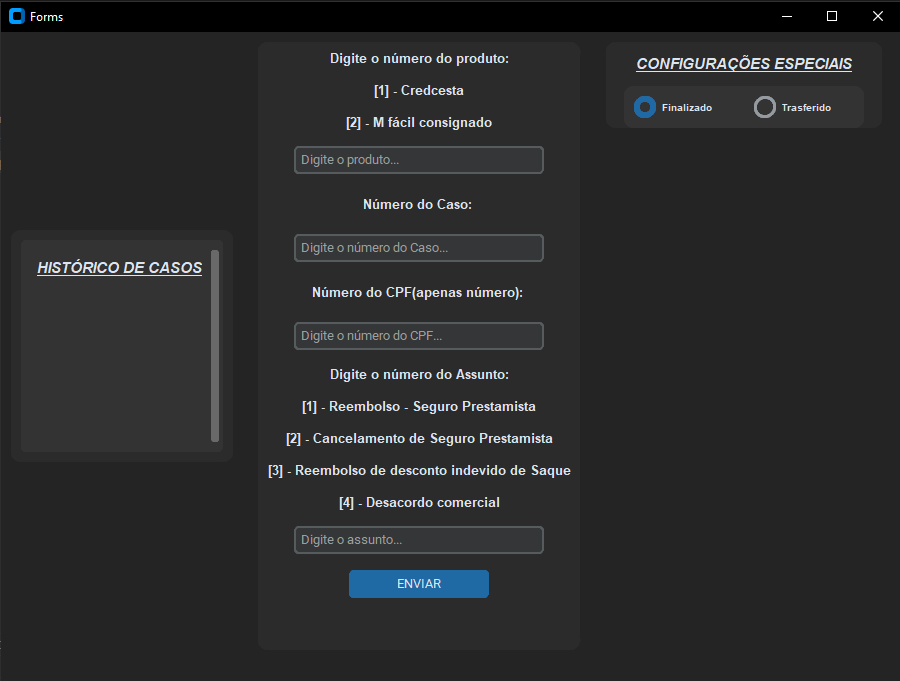 Forms
Digite o número do produto:
[1] - Credcesta
[2] - M fácil consignado
Digite o produto...
Número do Caso:
Digite o número do Caso...
Número do CPF(apenas número):
Digite o número do CPF...
Digite o número do Assunto:
[1] - Reembolso - Seguro Prestamista
[2] - Cancelamento de Seguro Prestamista
[3] - Reembolso de desconto indevido de Saque
[4] - Desacordo comercial
Digite o assunto...
ENVIAR
HISTÓRICO DE CASOS
CONFIGURAÇÕES ESPECIAIS
Finalizado
Trasferido